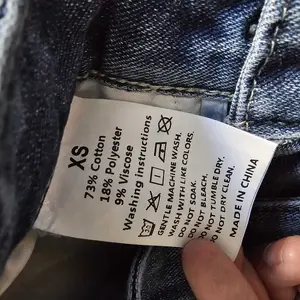 XS
73% Cotton
18% Polyester
9% Viscose
Washing instructions
GENTLE MACHINE WASH.
WASH WITH LIKE COLORS.
DO NOT SOAK.
DO NOT BLEACH.
DO NOT TUMBLE DRY.
DO NOT DRY CLEAN.
MADE IN CHINA